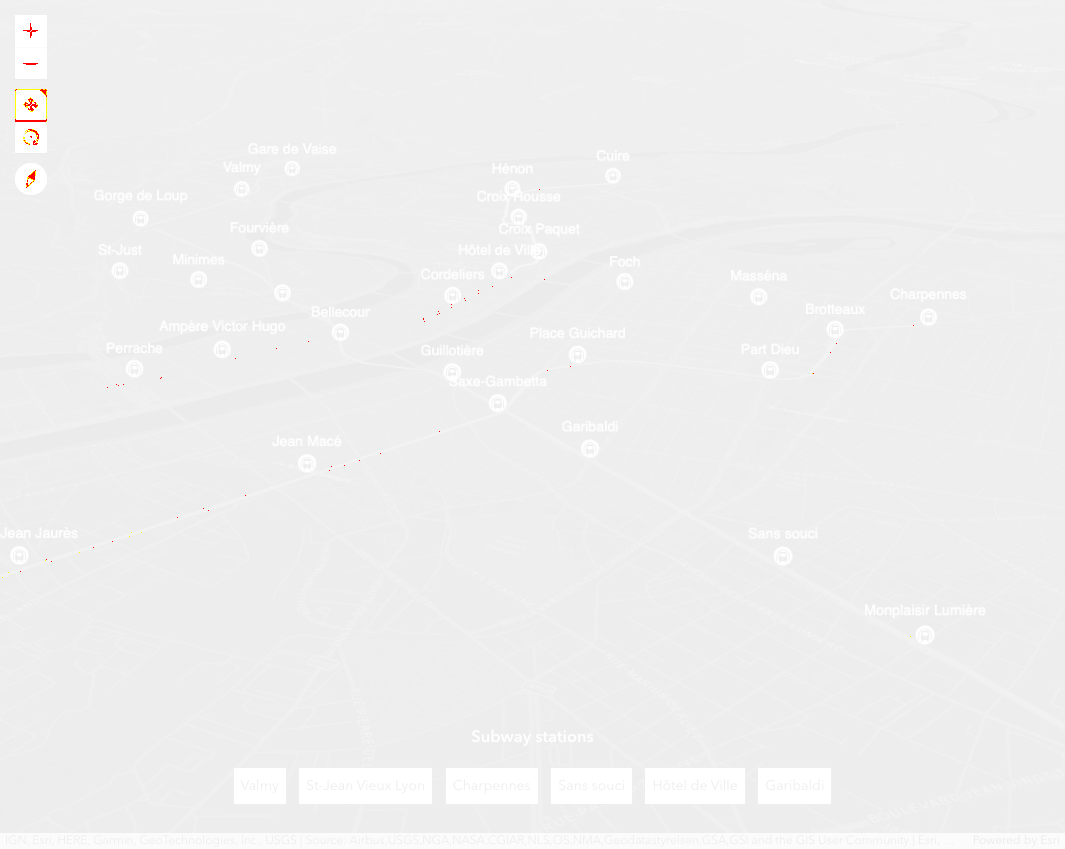 Gare de Vaise
Cuire
Valmy
Hénon
Gorge de Loup
Croix Rousse
Fourvière
Croix Paquet
St-Just
Minimes
Hôtel de Ville
Foch
Cordeliers
Masséna
Charpennes
Bellecour
Brotteaux
Ampère Victor Hugo
Place Guichard
Perrache
Guillotière
Part Dieu
Saxe-Gambetta
Garibaldi
Jean Macé
Jean Jaurès
Sans souci
Monplaisir Lumière
Subway stations
Valmy
St-Jean Vieux Lyon
Charpennes
Sans souci
Hôtel de Ville
Garibaldi
IGN, Esri, HERE, Garmin, GeoTechnologies, Inc., USGS | Source: Airbus,USGS,NGA,NASA,CGIAR,NLS,OS,NMA,Geodatastyrelsen,GSA,GSI and the GIS User Community | Esri, Powered by Esri